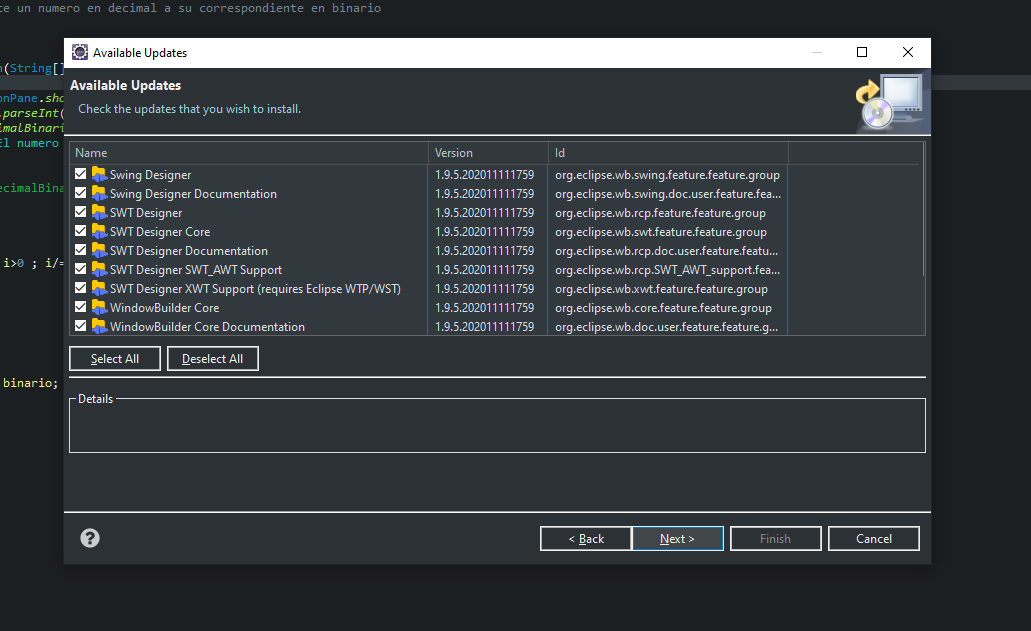 te un numero en decimal a su correspondiente en binario
Available Updates
(String[]
Available Updates
onPane.sho
Check the updates that you wish to install.
.parseInt(
imalBinari
El numero
Name Version Id
Swing Designer 1.9.5.202011111759 org.eclipse.wb.swing.feature.feature.group
ecimalBina
Swing Designer Documentation 1.9.5.202011111759 org.eclipse.wb.swing.doc.user.feature.fea...
SWT Designer 1.9.5.202011111759 org.eclipse.wb.rcp.feature.feature.group
SWT Designer Core 1.9.5.202011111759 org.eclipse.wb.swt.feature.feature.group
SWT Designer Documentation 1.9.5.202011111759 org.eclipse.wb.rcp.doc.user.feature.featu...
i>0 ; i/=
SWT Designer SWT_AWT Support 1.9.5.202011111759 org.eclipse.wb.rcp.SWT_AWT_support.fea...
SWT Designer XWT Support (requires Eclipse WTP/WST) 1.9.5.202011111759 org.eclipse.wb.xwt.feature.feature.group
WindowBuilder Core 1.9.5.202011111759 org.eclipse.wb.core.feature.feature.group
WindowBuilder Core Documentation 1.9.5.202011111759 org.eclipse.wb.doc.user.feature.feature.g...
Select All Deselect All
binario;
Details
? < Back Next > Finish Cancel